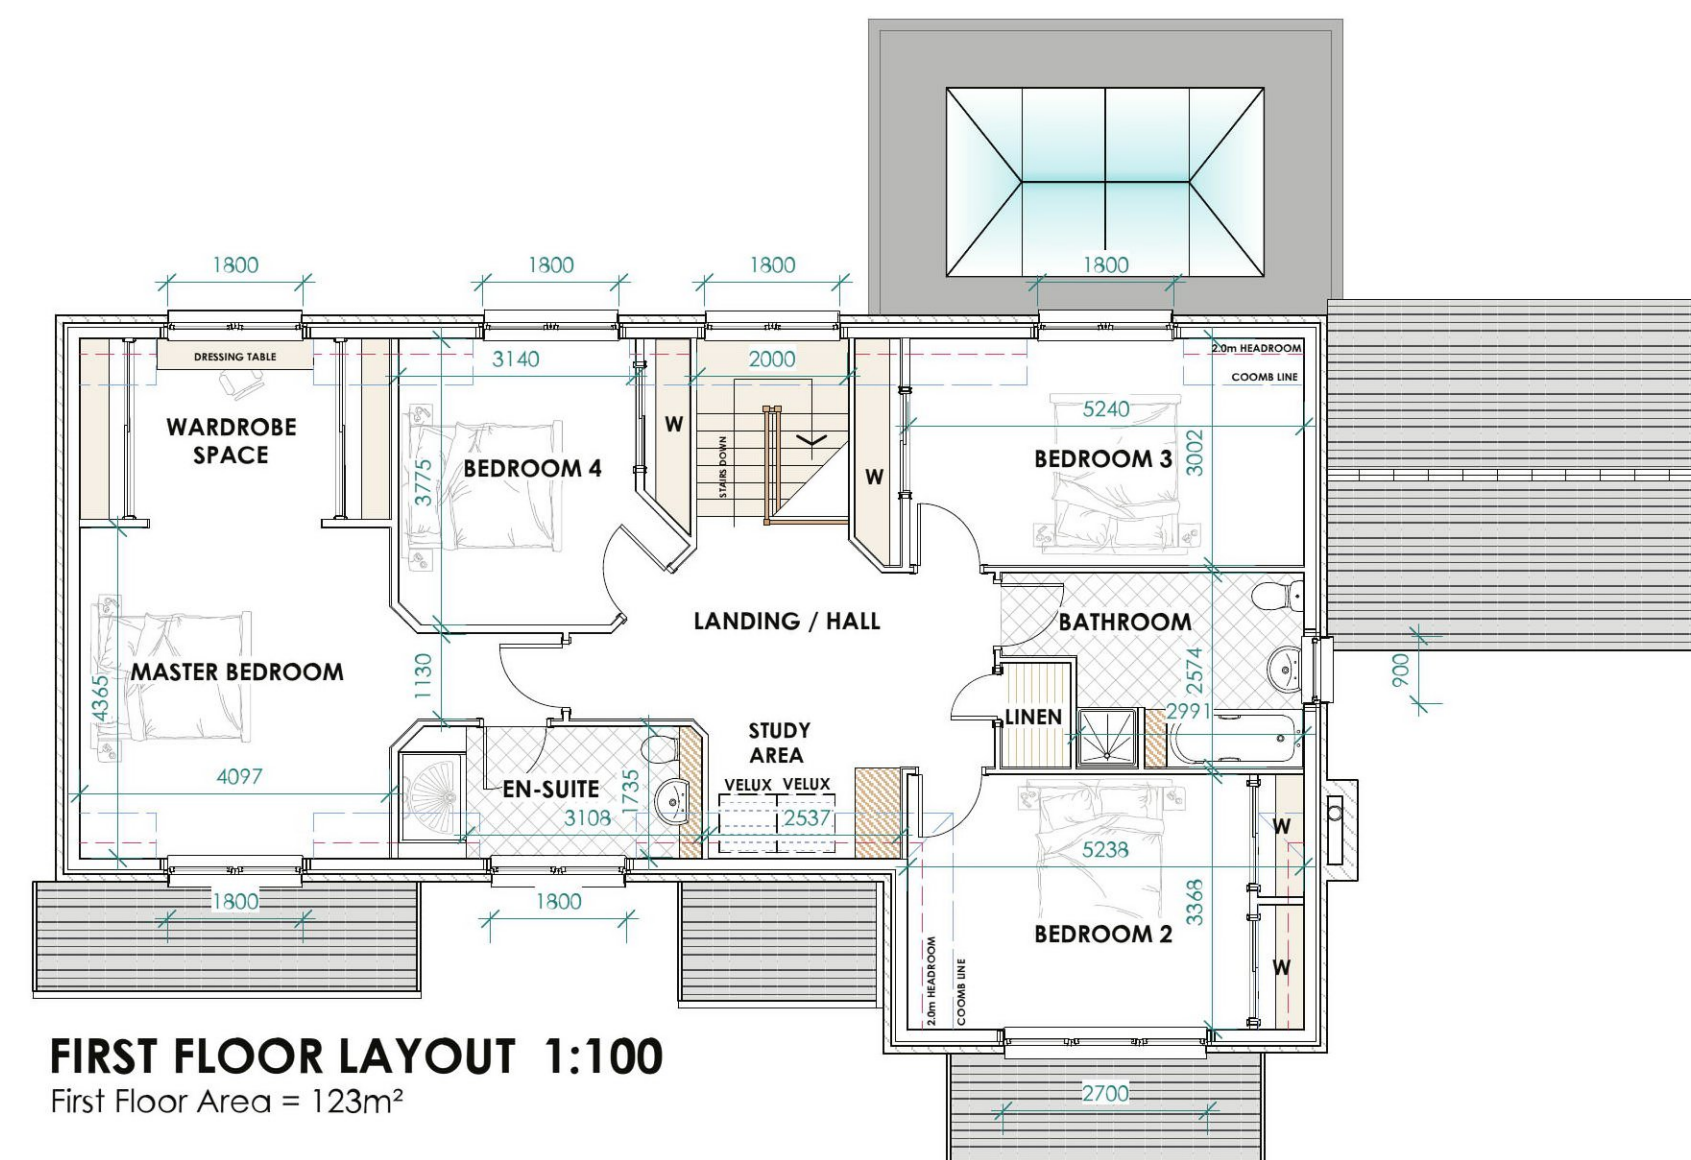 1800
1800
1800
1800
DRESSING TABLE
3140
2000
2.0m HEADROOM
COOMB LINE
WARDROBE
SPACE
W
5240
BEDROOM 4
3775
STAIRS DOWN
W
BEDROOM 3
3002
LANDING / HALL
BATHROOM
MASTER BEDROOM
4365
1130
2574
900
LINEN
2991
STUDY
AREA
4097
EN-SUITE
1735
VELUX
VELUX
3108
2537
5238
W
3368
BEDROOM 2
W
2.0m HEADROOM
COOMB LINE
1800
1800
2700
FIRST FLOOR LAYOUT 1:100
First Floor Area = 123m²